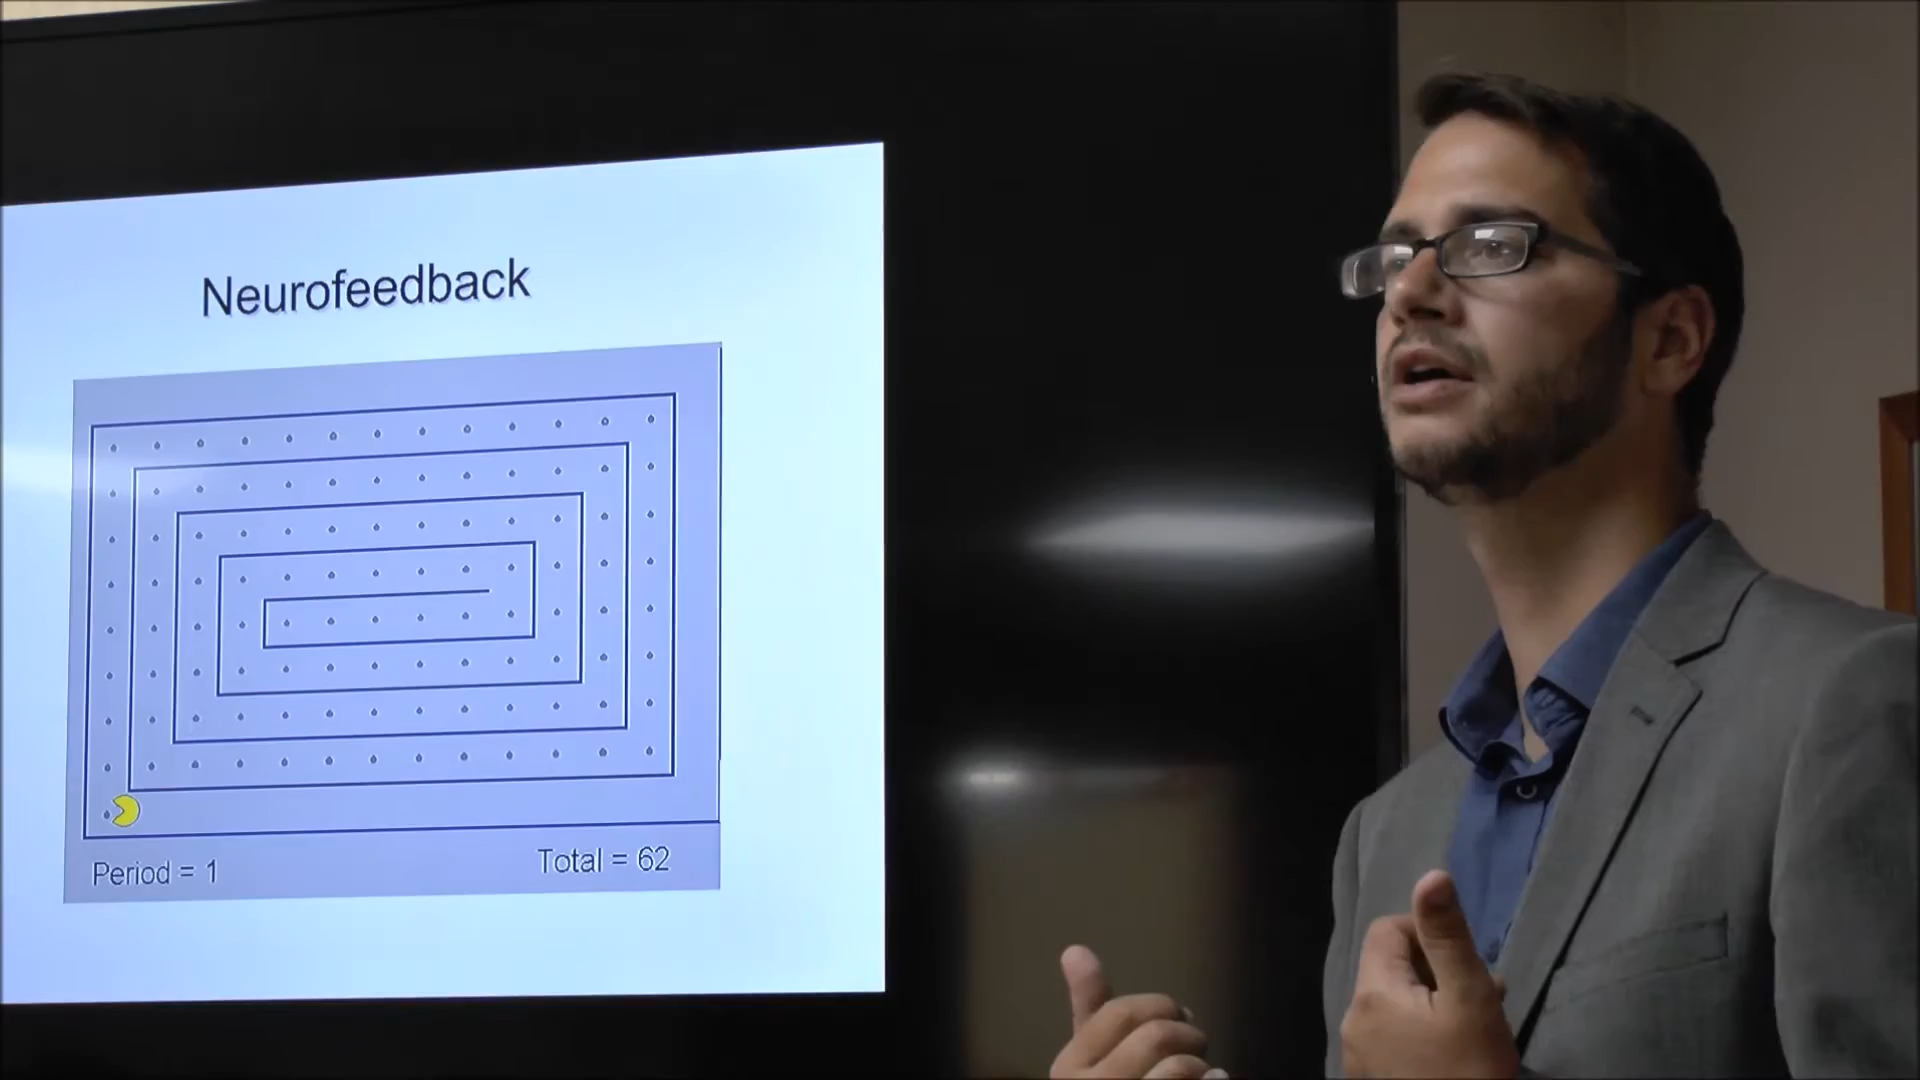 Neurofeedback
Period = 1
Total = 62